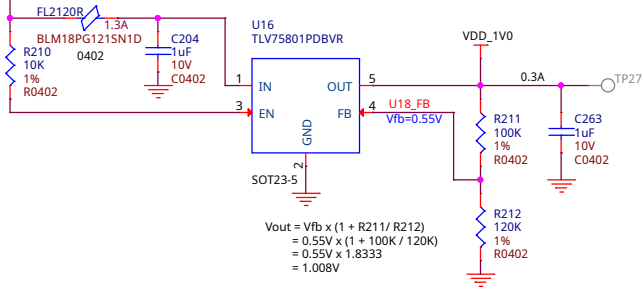 FL2120R
1.3A
BLM18PG121SN1D
0402
R210
10K
1%
R0402
C204
1uF
10V
C0402
U16
TLV75801PDBVR
1
IN
OUT
5
3
EN
FB
4
GND
2
U18_FB
Vfb=0.55V
SOT23-5
VDD_1V0
0.3A
TP27
R211
100K
1%
R0402
C263
1uF
10V
C0402
R212
120K
1%
R0402
Vout = Vfb x (1 + R211/ R212)
= 0.55V x (1 + 100K / 120K)
= 0.55V x 1.8333
= 1.008V